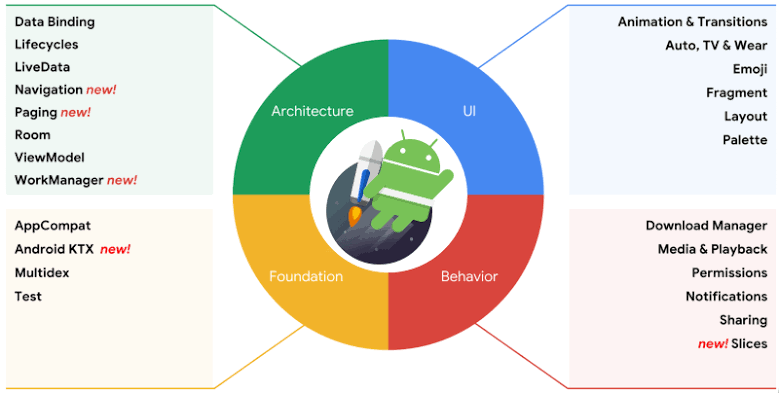 Data Binding
Lifecycles
LiveData
Navigation new!
Paging new!
Room
ViewModel
WorkManager new!
AppCompat
Android KTX new!
Multidex
Test
Architecture
UI
Foundation
Behavior
Animation & Transitions
Auto, TV & Wear
Emoji
Fragment
Layout
Palette
Download Manager
Media & Playback
Permissions
Notifications
Sharing
new! Slices